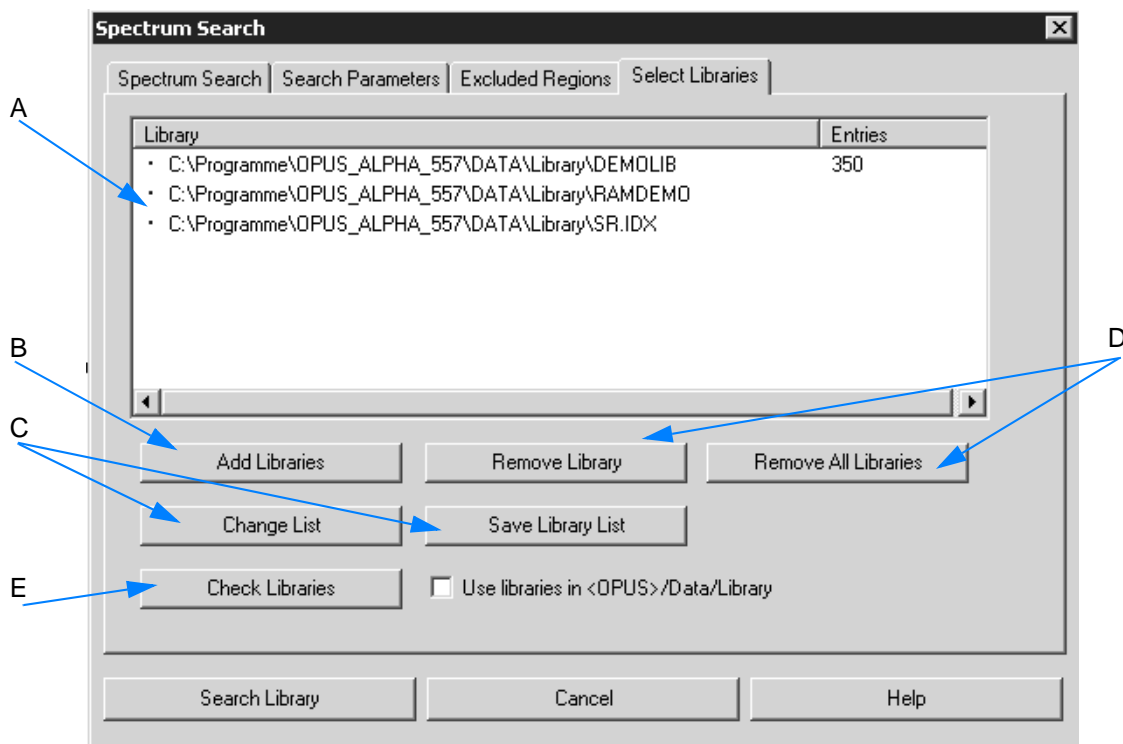 Spectrum Search
Spectrum Search Search Parameters Excluded Regions Select Libraries
A
Library Entries
· C:\Programme\OPUS_ALPHA_557\DATA\Library\DEMOLIB 350
· C:\Programme\OPUS_ALPHA_557\DATA\Library\RAMDEMO
· C:\Programme\OPUS_ALPHA_557\DATA\Library\SR.IDX
B
D
C
Add Libraries Remove Library Remove All Libraries
Change List Save Library List
E
Check Libraries Use libraries in <OPUS>/Data/Library
Search Library Cancel Help